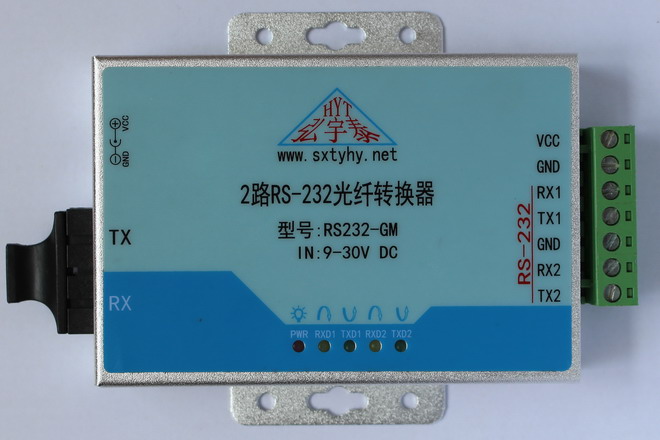 HYT
弘宇泰
www.sxtyhy.net
2路RS-232光纤转换器
型号:RS232-GM
IN:9-30V DC
VCC
GND
TX
RX
RS-232
VCC
GND
RX1
TX1
GND
RX2
TX2
PWR RXD1 TXD1 RXD2 TXD2